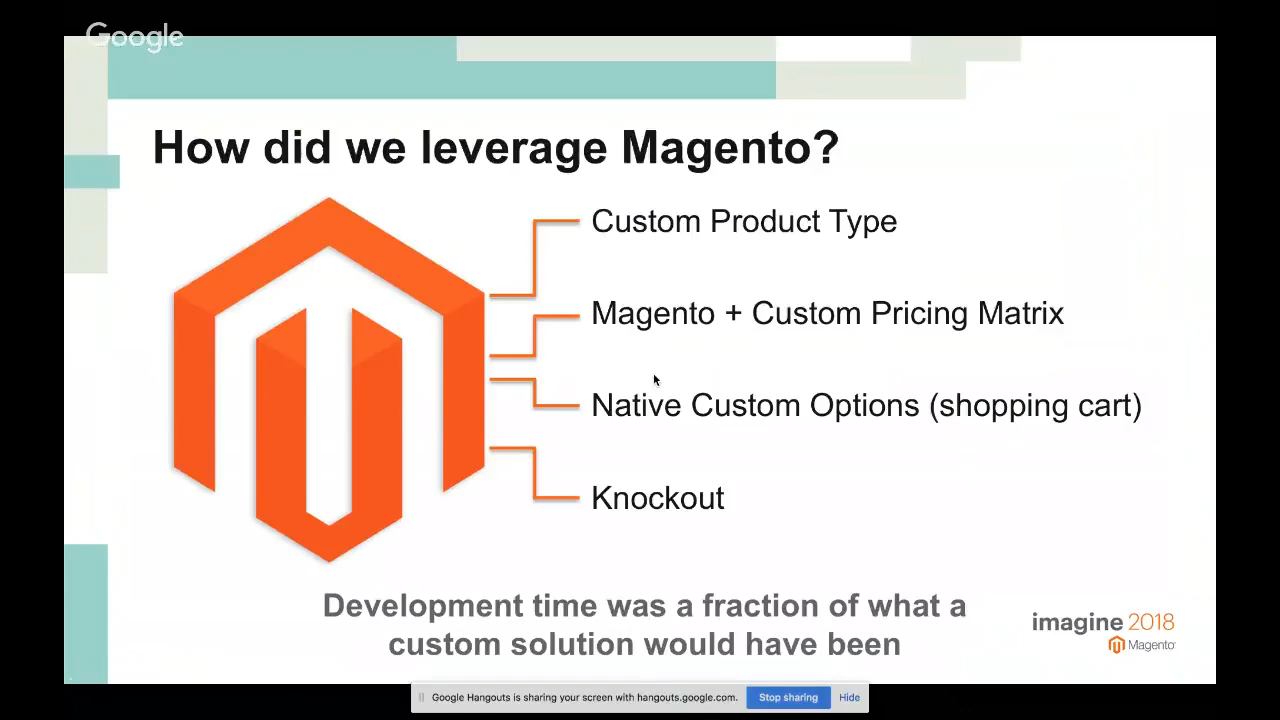 Google
How did we leverage Magento?
Custom Product Type
Magento + Custom Pricing Matrix
Native Custom Options (shopping cart)
Knockout
Development time was a fraction of what a
custom solution would have been
imagine 2018
Magento
Google Hangouts is sharing your screen with hangouts.google.com. Stop sharing Hide